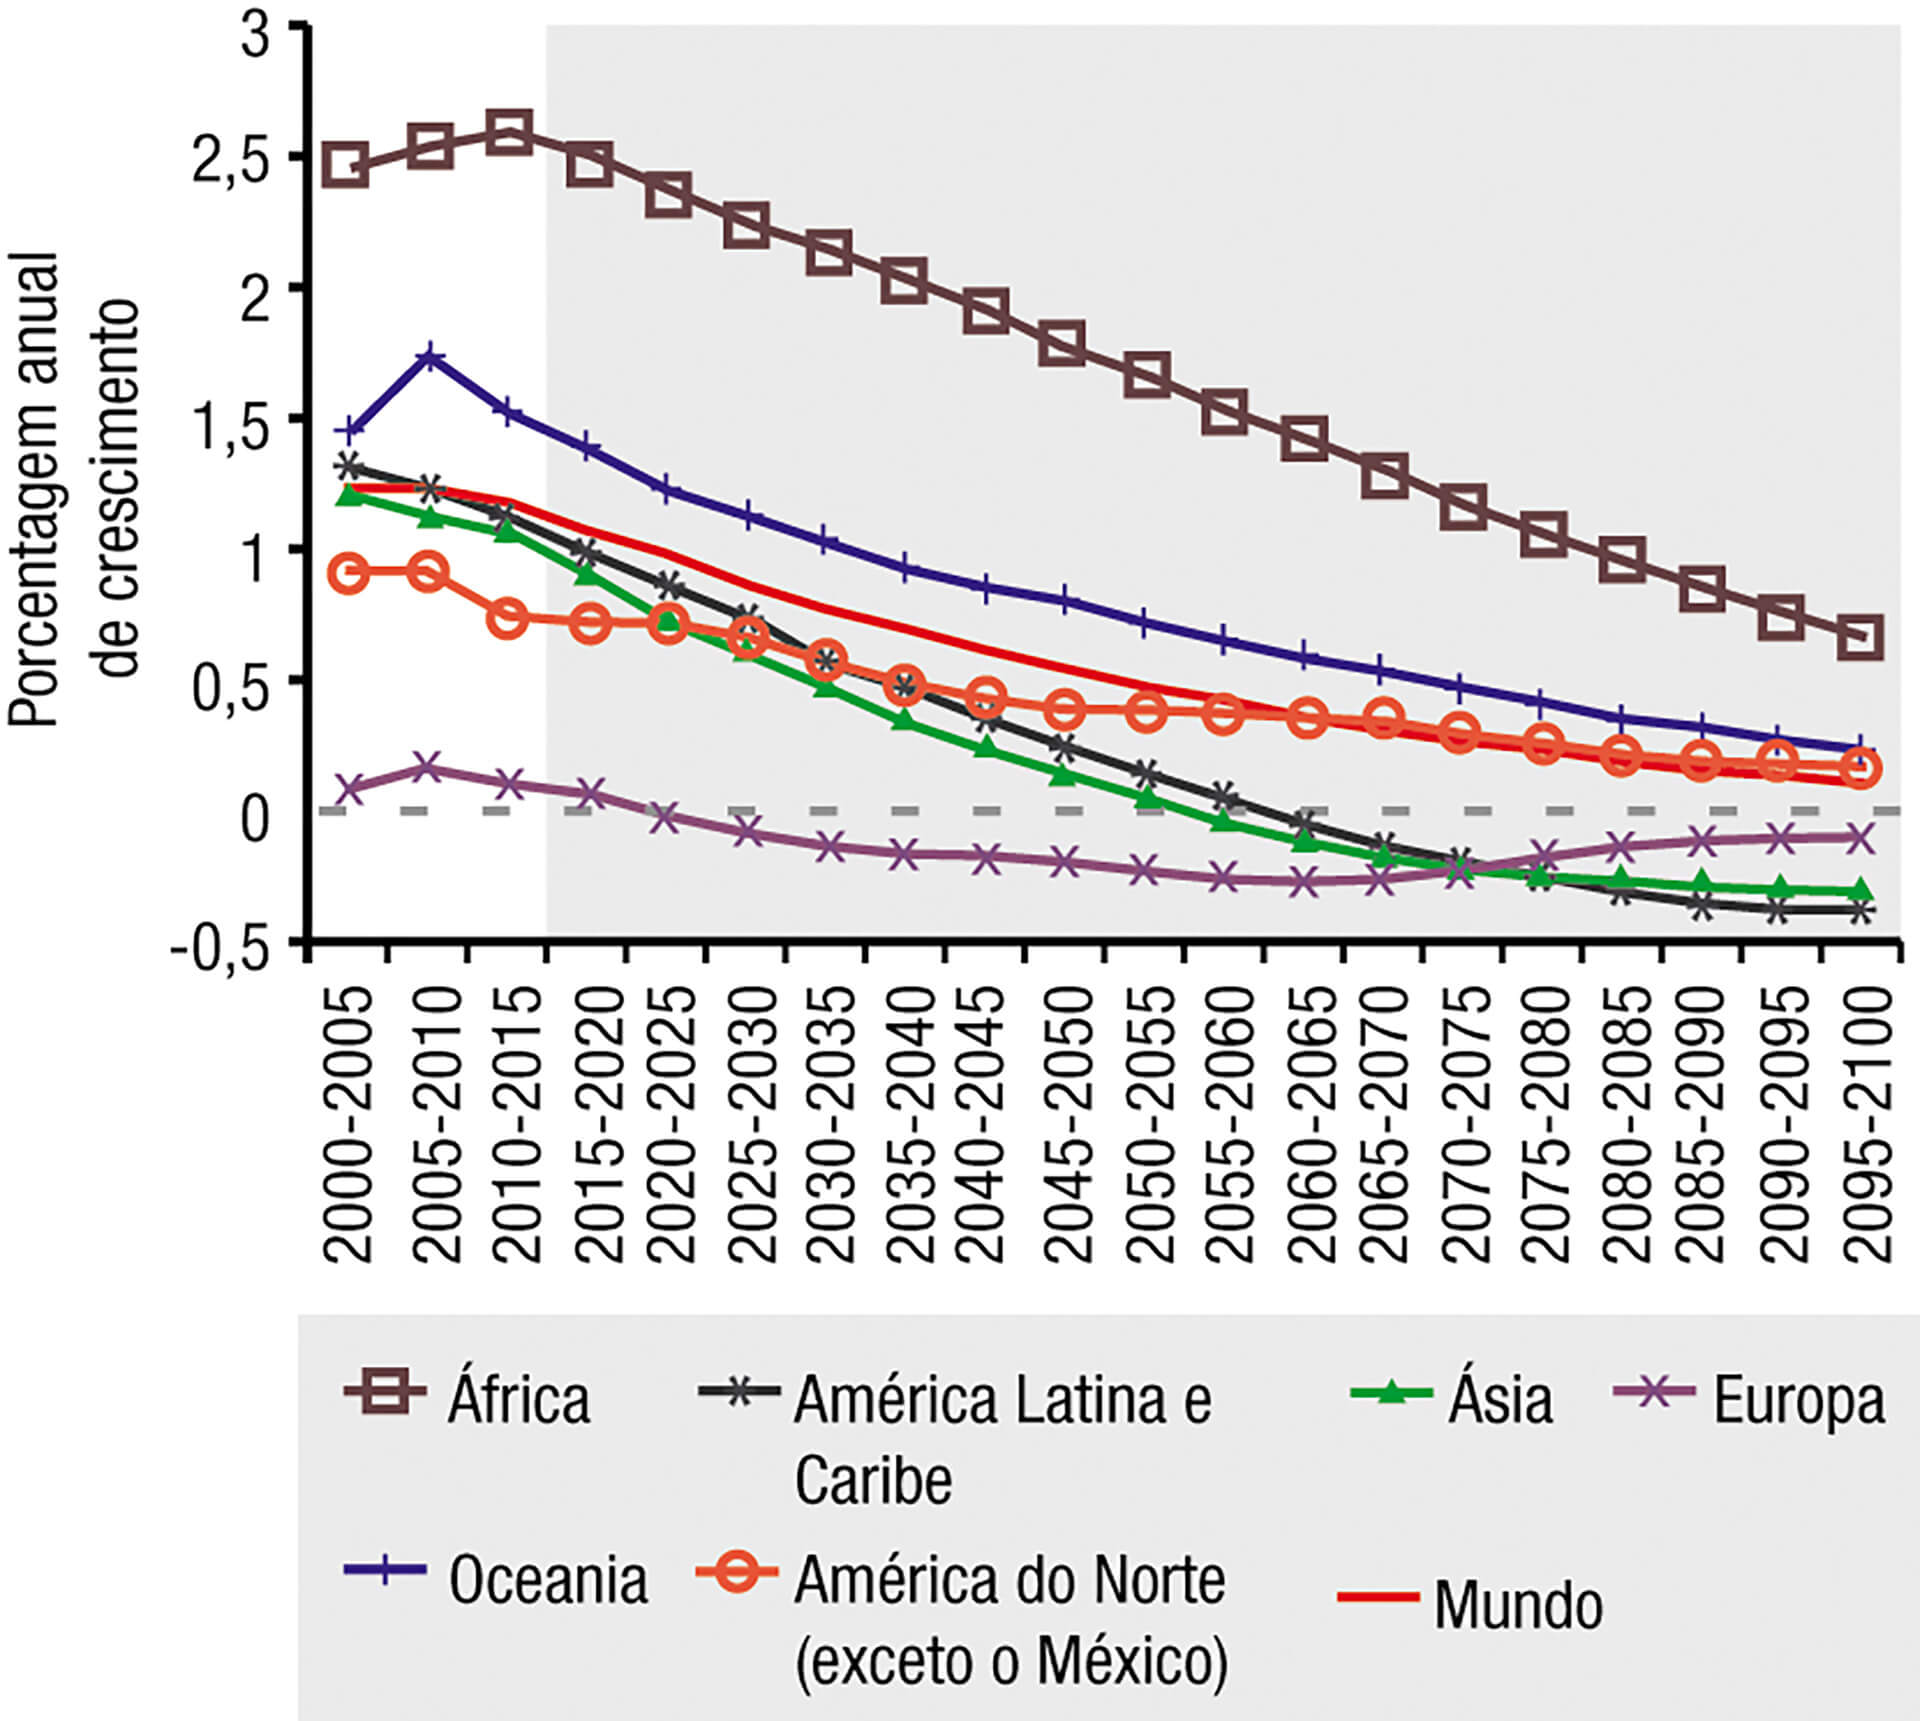 Porcentagem anual
de crescimento
3
2,5
2
1,5
1
0,5
0
-0,5
2000-2005
2005-2010
2010-2015
2015-2020
2020-2025
2025-2030
2030-2035
2035-2040
2040-2045
2045-2050
2050-2055
2055-2060
2060-2065
2065-2070
2070-2075
2075-2080
2080-2085
2085-2090
2090-2095
2095-2100
África
América Latina e
Caribe
Ásia
Europa
Oceania
América do Norte
(exceto o México)
Mundo